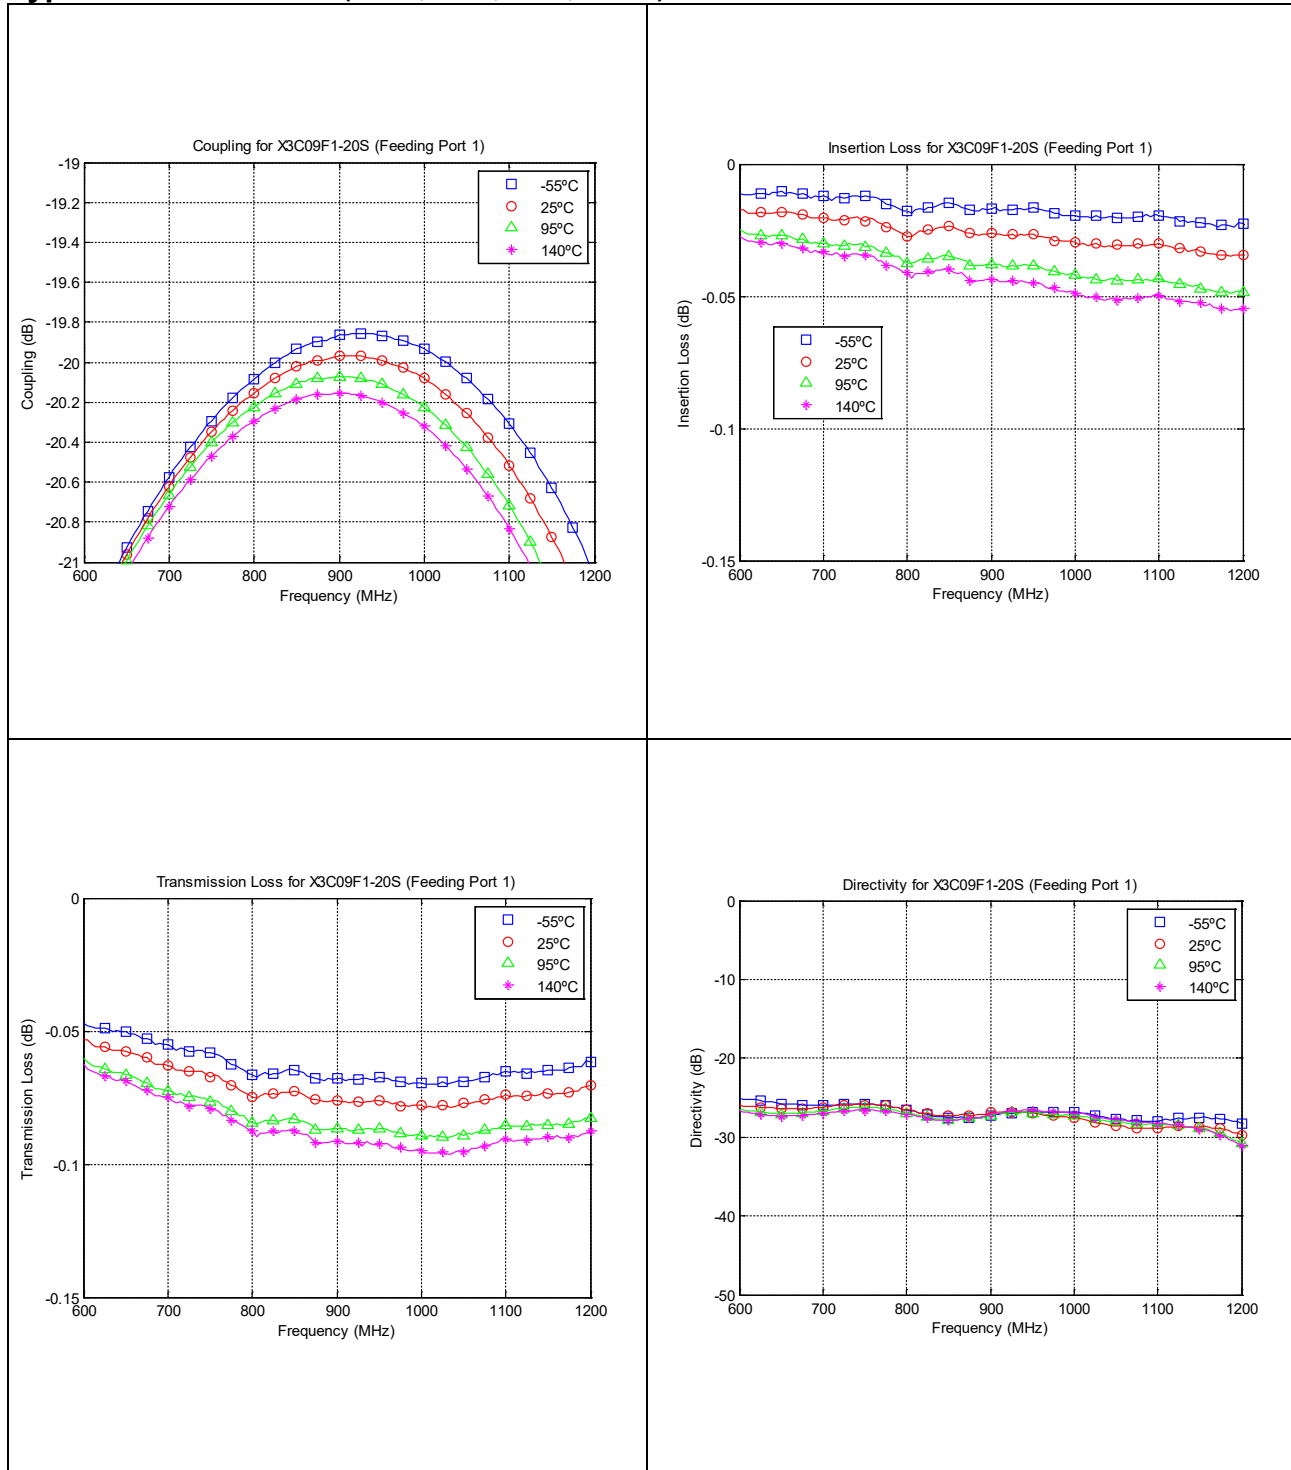 Coupling for X3C09F1-20S (Feeding Port 1)
-19
-19.2
-19.4
-19.6
-19.8
-20
-20.2
-20.4
-20.6
-20.8
-21
Coupling (dB)
-55ºC
25ºC
95ºC
140ºC
600 700 800 900 1000 1100 1200
Frequency (MHz)
Insertion Loss for X3C09F1-20S (Feeding Port 1)
0
-0.05
-0.1
-0.15
Insertion Loss (dB)
-55ºC
25ºC
95ºC
140ºC
600 700 800 900 1000 1100 1200
Frequency (MHz)
Transmission Loss for X3C09F1-20S (Feeding Port 1)
0
-0.05
-0.1
-0.15
Transmission Loss (dB)
-55ºC
25ºC
95ºC
140ºC
600 700 800 900 1000 1100 1200
Frequency (MHz)
Directivity for X3C09F1-20S (Feeding Port 1)
0
-10
-20
-30
-40
-50
Directivity (dB)
-55ºC
25ºC
95ºC
140ºC
600 700 800 900 1000 1100 1200
Frequency (MHz)